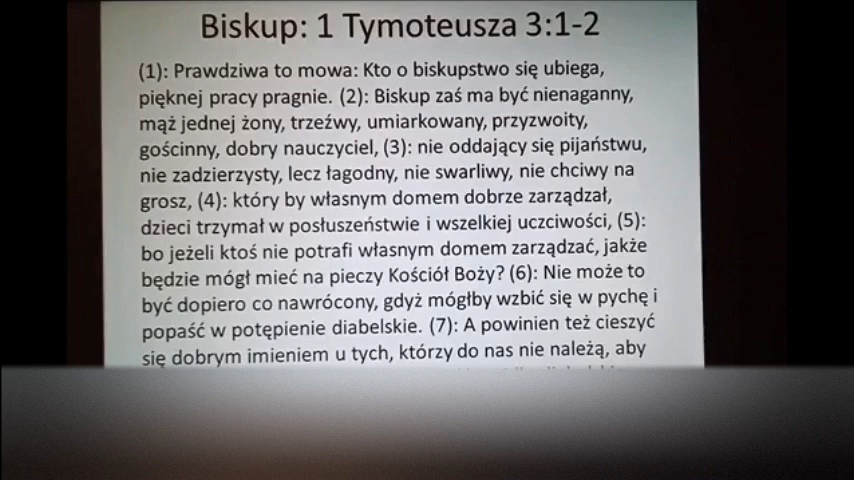 Biskup: 1 Tymoteusza 3:1-2
(1): Prawdziwa to mowa: Kto o biskupstwo się ubiega,
pięknej pracy pragnie. (2): Biskup zaś ma być nienaganny,
mąż jednej żony, trzeźwy, umiarkowany, przyzwoity,
gościnny, dobry nauczyciel, (3): nie oddający się pijaństwu,
nie zadzierzysty, lecz łagodny, nie swarliwy, nie chciwy na
grosz, (4): który by własnym domem dobrze zarządzał,
dzieci trzymał w posłuszeństwie i wszelkiej uczciwości, (5):
bo jeżeli ktoś nie potrafi własnym domem zarządzać, jakże
będzie mógł mieć na pieczy Kościół Boży? (6): Nie może to
być dopiero co nawrócony, gdyż mógłby wzbić się w pychę i
popaść w potępienie diabelskie. (7): A powinien też cieszyć
się dobrym imieniem u tych, którzy do nas nie należą, aby